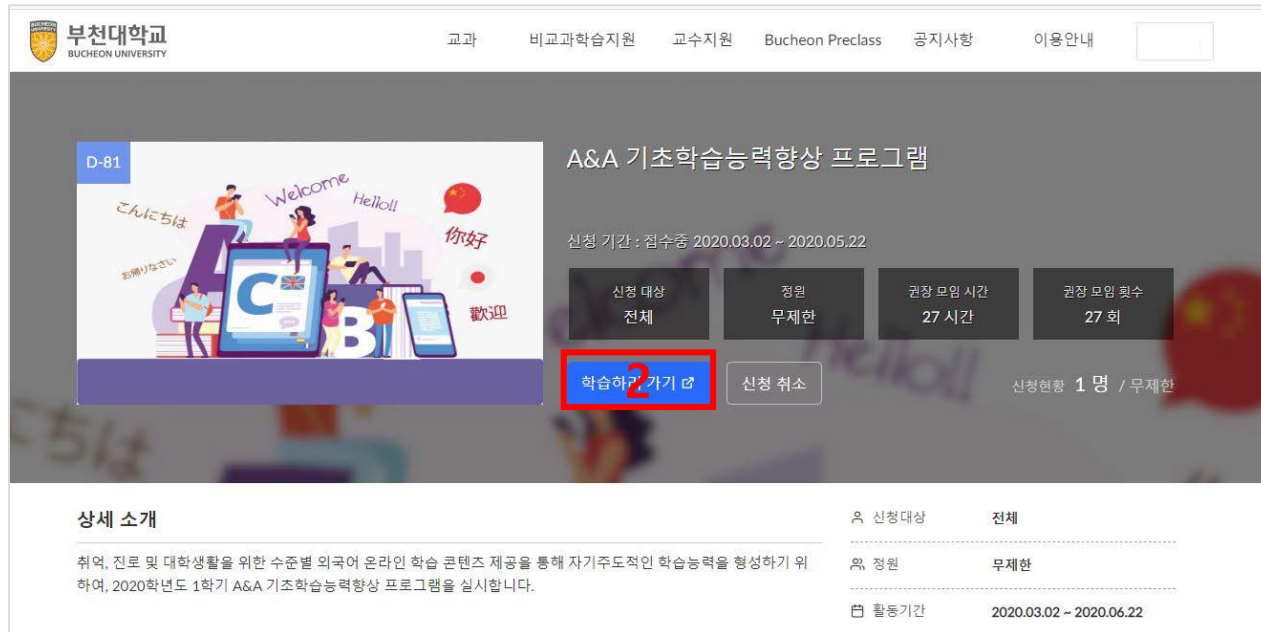 BUCHEON
UNIVERSITY
부천대학교
BUCHEON UNIVERSITY
교과 비교과학습지원 교수지원 Bucheon Preclass 공지사항 이용안내
D-81
こんにちは
Welcome
Hello!!
你好
お帰りなさい
歡迎
A
C
B
A&A 기초학습능력향상 프로그램
신청 기간 : 접수중 2020.03.02 ~ 2020.05.22
신청 대상 정원 권장 모임 시간 권장 모임 횟수
전체 무제한 27 시간 27 회
학습하러 가기
2
신청 취소
신청현황 1 명 / 무제한
상세 소개
취업, 진로 및 대학생활을 위한 수준별 외국어 온라인 학습 콘텐츠 제공을 통해 자기주도적인 학습능력을 형성하기 위
하여, 2020학년도 1학기 A&A 기초학습능력향상 프로그램을 실시합니다.
신청대상 전체
정원 무제한
활동기간 2020.03.02 ~ 2020.06.22